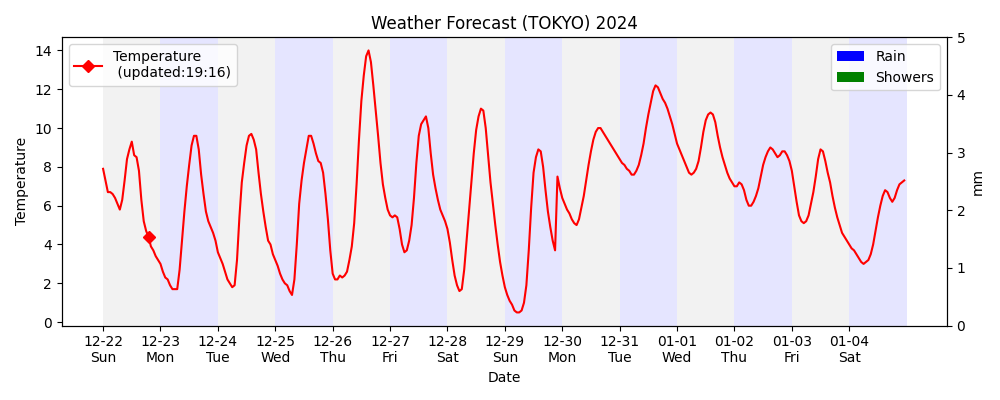 Weather Forecast (TOKYO) 2024
Temperature
(updated:19:16)
Rain
Showers
Temperature
14
12
10
8
6
4
2
0
5
4
3
2
1
0
mm
12-22 12-23 12-24 12-25 12-26 12-27 12-28 12-29 12-30 12-31 01-01 01-02 01-03 01-04
Sun Mon Tue Wed Thu Fri Sat Sun Mon Tue Wed Thu Fri Sat
Date